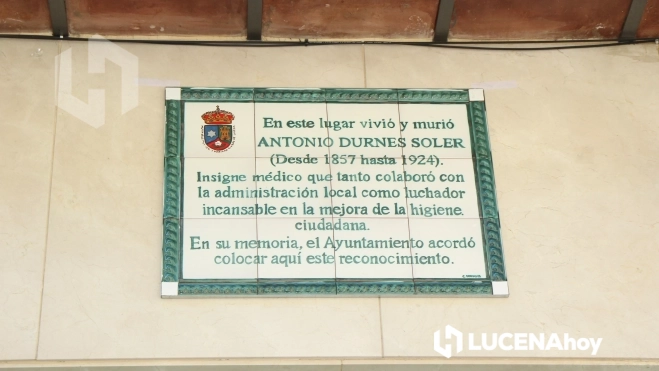 En este lugar vivió y murió
ANTONIO DURNES SOLER
(Desde 1857 hasta 1924).
Insigne médico que tanto colaboró con
la administración local como luchador
incansable en la mejora de la higiene
ciudadana.
En su memoria, el Ayuntamiento acordó
colocar aquí este reconocimiento.
LUCENAhoy